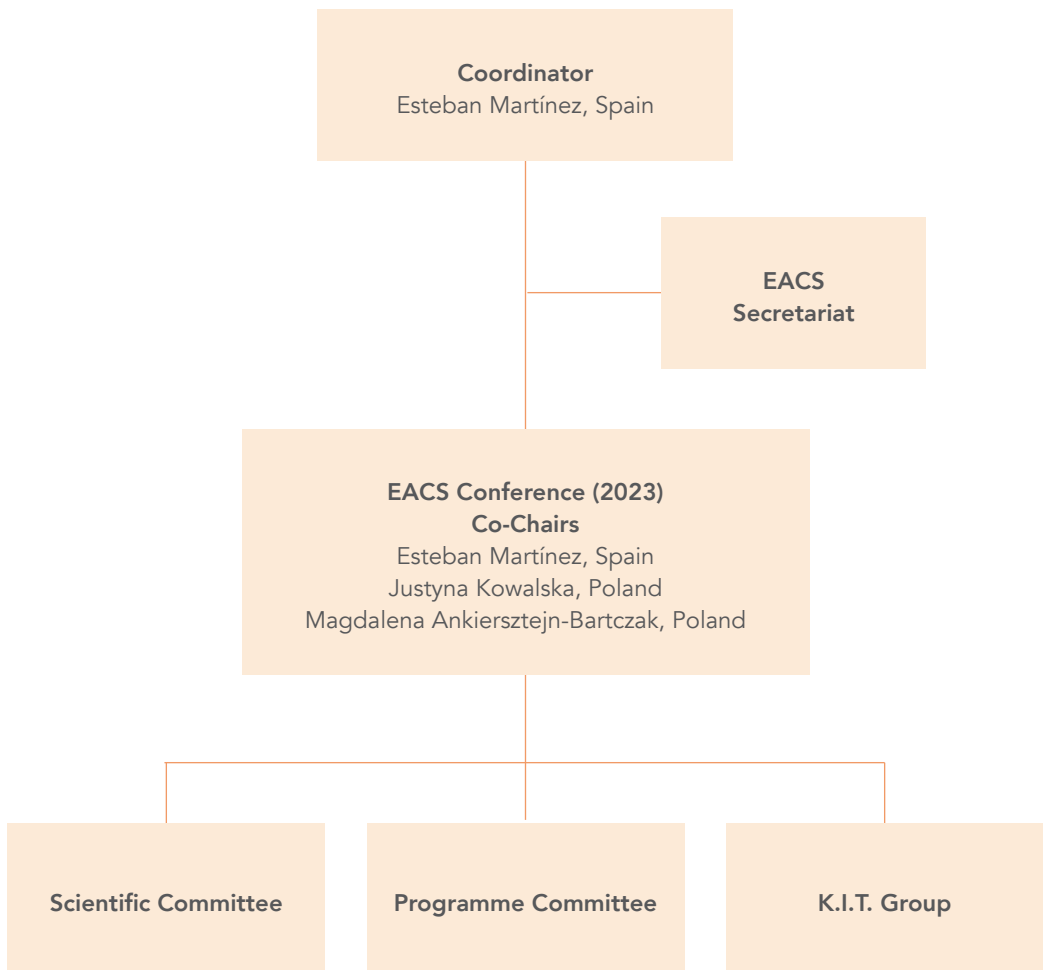 Coordinator
Esteban Martínez, Spain
EACS
Secretariat
EACS Conference (2023)
Co-Chairs
Esteban Martínez, Spain
Justyna Kowalska, Poland
Magdalena Ankiersztejn-Bartczak, Poland
Scientific Committee
Programme Committee
K.I.T. Group